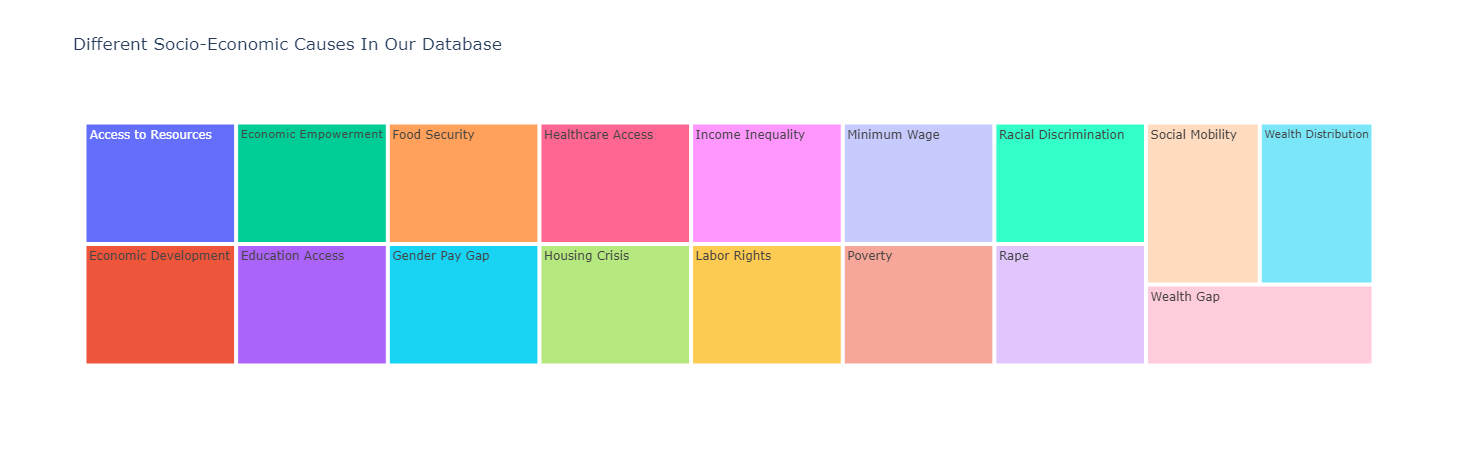 Different Socio-Economic Causes In Our Database
Access to Resources
Economic Empowerment
Food Security
Healthcare Access
Income Inequality
Minimum Wage
Racial Discrimination
Social Mobility
Wealth Distribution
Economic Development
Education Access
Gender Pay Gap
Housing Crisis
Labor Rights
Poverty
Rape
Wealth Gap